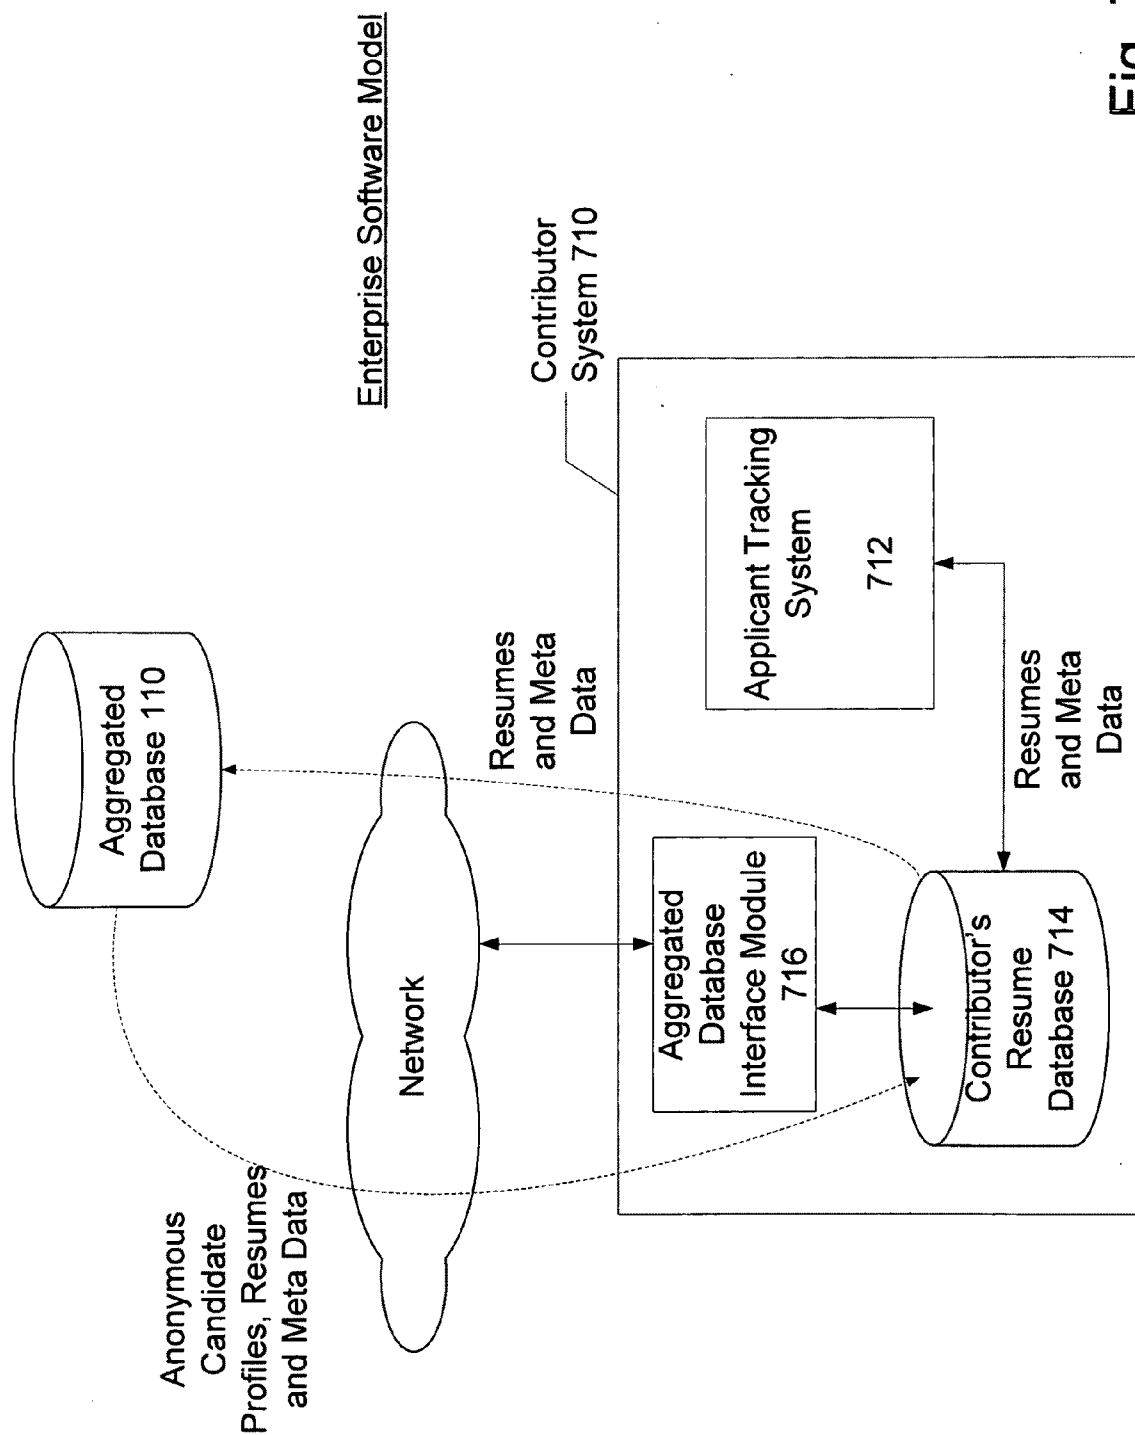 Enterprise Software Model
Aggregated
Database 110
Anonymous
Candidate
Profiles, Resumes
and Meta Data
Network
Resumes
and Meta
Data
Contributor
System 710
Aggregated
Database
Interface Module
716
Applicant Tracking
System
712
Contributor's
Resume
Database 714
Resumes
and Meta
Data
Fig.